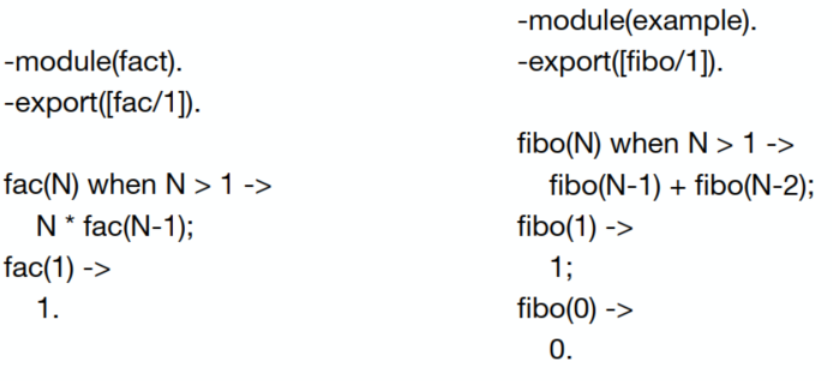 -module(fact).
-export([fac/1]).
fac(N) when N > 1 ->
N * fac(N-1);
fac(1) ->
1.
-module(example).
-export([fibo/1]).
fibo(N) when N > 1 ->
fibo(N-1) + fibo(N-2);
fibo(1) ->
1;
fibo(0) ->
0.